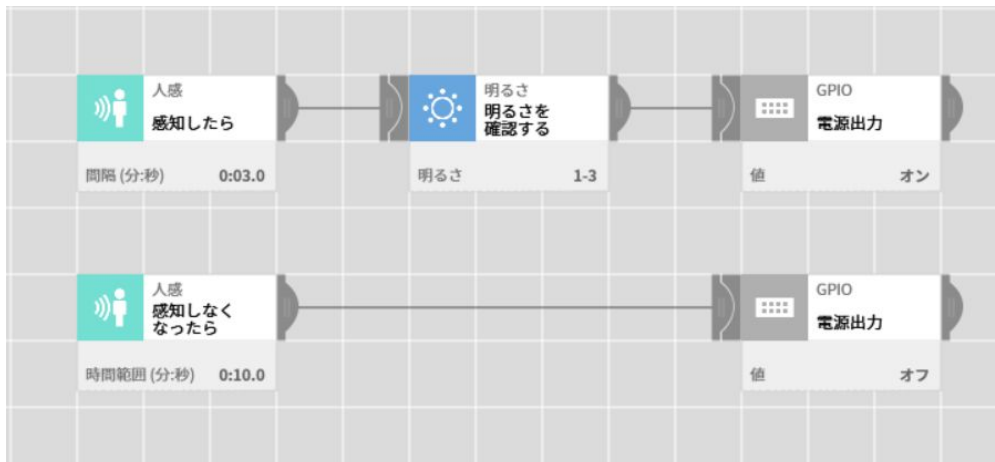 人感
感知したら
間隔 (分:秒) 0:03.0
明るさ
明るさを
確認する
明るさ 1-3
GPIO
電源出力
値 オン
人感
感知しなく
なったら
時間範囲 (分:秒) 0:10.0
GPIO
電源出力
値 オフ